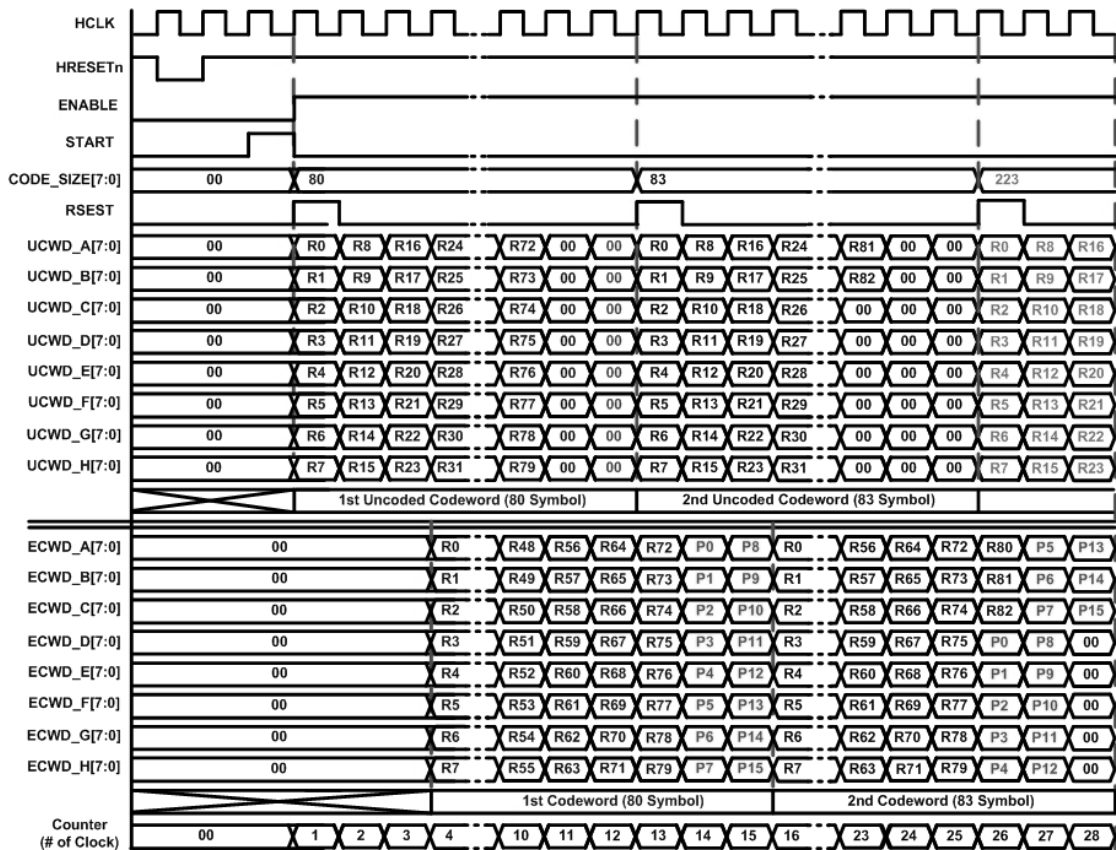 HCLK
HRESETn
ENABLE
START
CODE_SIZE[7:0] 00 80 83 223
RSEST
UCWD_A[7:0] 00 R0 R8 R16 R24 R72 00 00 R0 R8 R16 R24 R81 00 00 R0 R8 R16
UCWD_B[7:0] 00 R1 R9 R17 R25 R73 00 00 R1 R9 R17 R25 R82 00 00 R1 R9 R17
UCWD_C[7:0] 00 R2 R10 R18 R26 R74 00 00 R2 R10 R18 R26 00 00 00 R2 R10 R18
UCWD_D[7:0] 00 R3 R11 R19 R27 R75 00 00 R3 R11 R19 R27 00 00 00 R3 R11 R19
UCWD_E[7:0] 00 R4 R12 R20 R28 R76 00 00 R4 R12 R20 R28 00 00 00 R4 R12 R20
UCWD_F[7:0] 00 R5 R13 R21 R29 R77 00 00 R5 R13 R21 R29 00 00 00 R5 R13 R21
UCWD_G[7:0] 00 R6 R14 R22 R30 R78 00 00 R6 R14 R22 R30 00 00 00 R6 R14 R22
UCWD_H[7:0] 00 R7 R15 R23 R31 R79 00 00 R7 R15 R23 R31 00 00 00 R7 R15 R23
1st Uncoded Codeword (80 Symbol) 2nd Uncoded Codeword (83 Symbol)
ECWD_A[7:0] 00 R0 R48 R56 R64 R72 P0 P8 R0 R56 R64 R72 R80 P5 P13
ECWD_B[7:0] 00 R1 R49 R57 R65 R73 P1 P9 R1 R57 R65 R73 R81 P6 P14
ECWD_C[7:0] 00 R2 R50 R58 R66 R74 P2 P10 R2 R58 R66 R74 R82 P7 P15
ECWD_D[7:0] 00 R3 R51 R59 R67 R75 P3 P11 R3 R59 R67 R75 P0 P8 00
ECWD_E[7:0] 00 R4 R52 R60 R68 R76 P4 P12 R4 R60 R68 R76 P1 P9 00
ECWD_F[7:0] 00 R5 R53 R61 R69 R77 P5 P13 R5 R61 R69 R77 P2 P10 00
ECWD_G[7:0] 00 R6 R54 R62 R70 R78 P6 P14 R6 R62 R70 R78 P3 P11 00
ECWD_H[7:0] 00 R7 R55 R63 R71 R79 P7 P15 R7 R63 R71 R79 P4 P12 00
1st Codeword (80 Symbol) 2nd Codeword (83 Symbol)
Counter
(# of Clock) 00 1 2 3 4 10 11 12 13 14 15 16 23 24 25 26 27 28